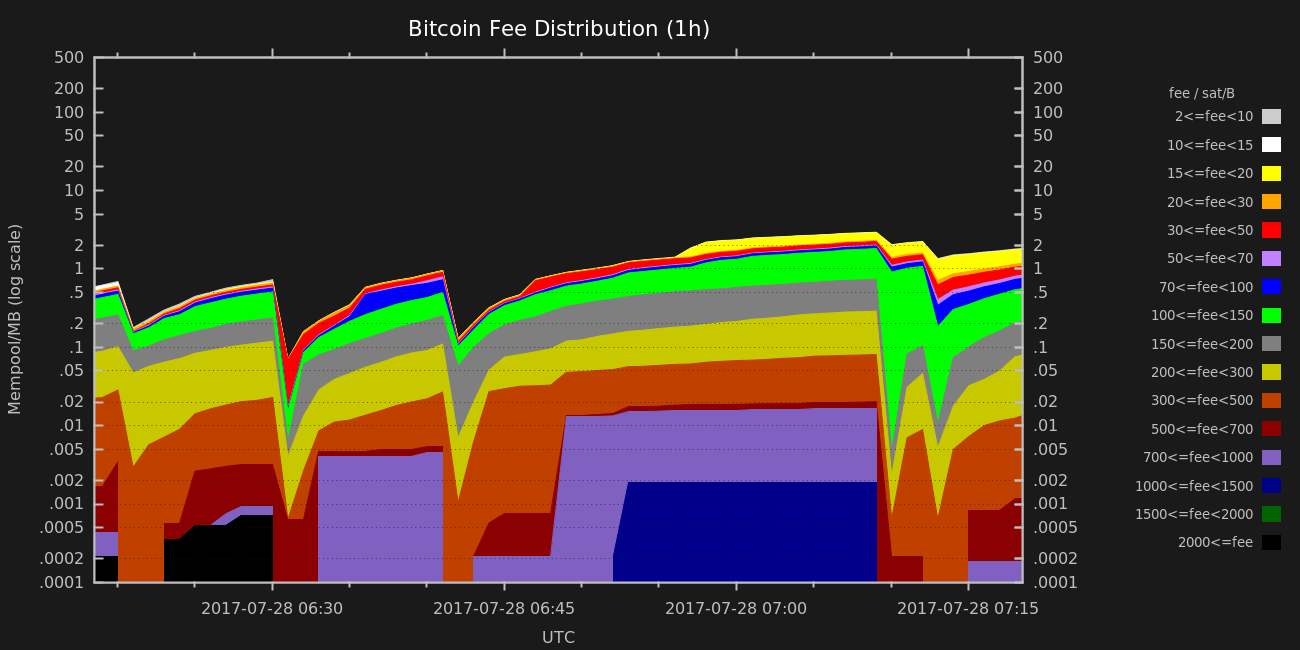 Bitcoin Fee Distribution (1h)
500 500
200 200
100 100
50 50
20 20
10 10
5 5
2 2
1 1
.5 .5
.2 .2
.1 .1
.05 .05
.02 .02
.01 .01
.005 .005
.002 .002
.001 .001
.0005 .0005
.0002 .0002
.0001 .0001
Mempool/MB (log scale)
2017-07-28 06:30 2017-07-28 06:45 2017-07-28 07:00 2017-07-28 07:15
UTC
fee / sat/B
2<=fee<10
10<=fee<15
15<=fee<20
20<=fee<30
30<=fee<50
50<=fee<70
70<=fee<100
100<=fee<150
150<=fee<200
200<=fee<300
300<=fee<500
500<=fee<700
700<=fee<1000
1000<=fee<1500
1500<=fee<2000
2000<=fee